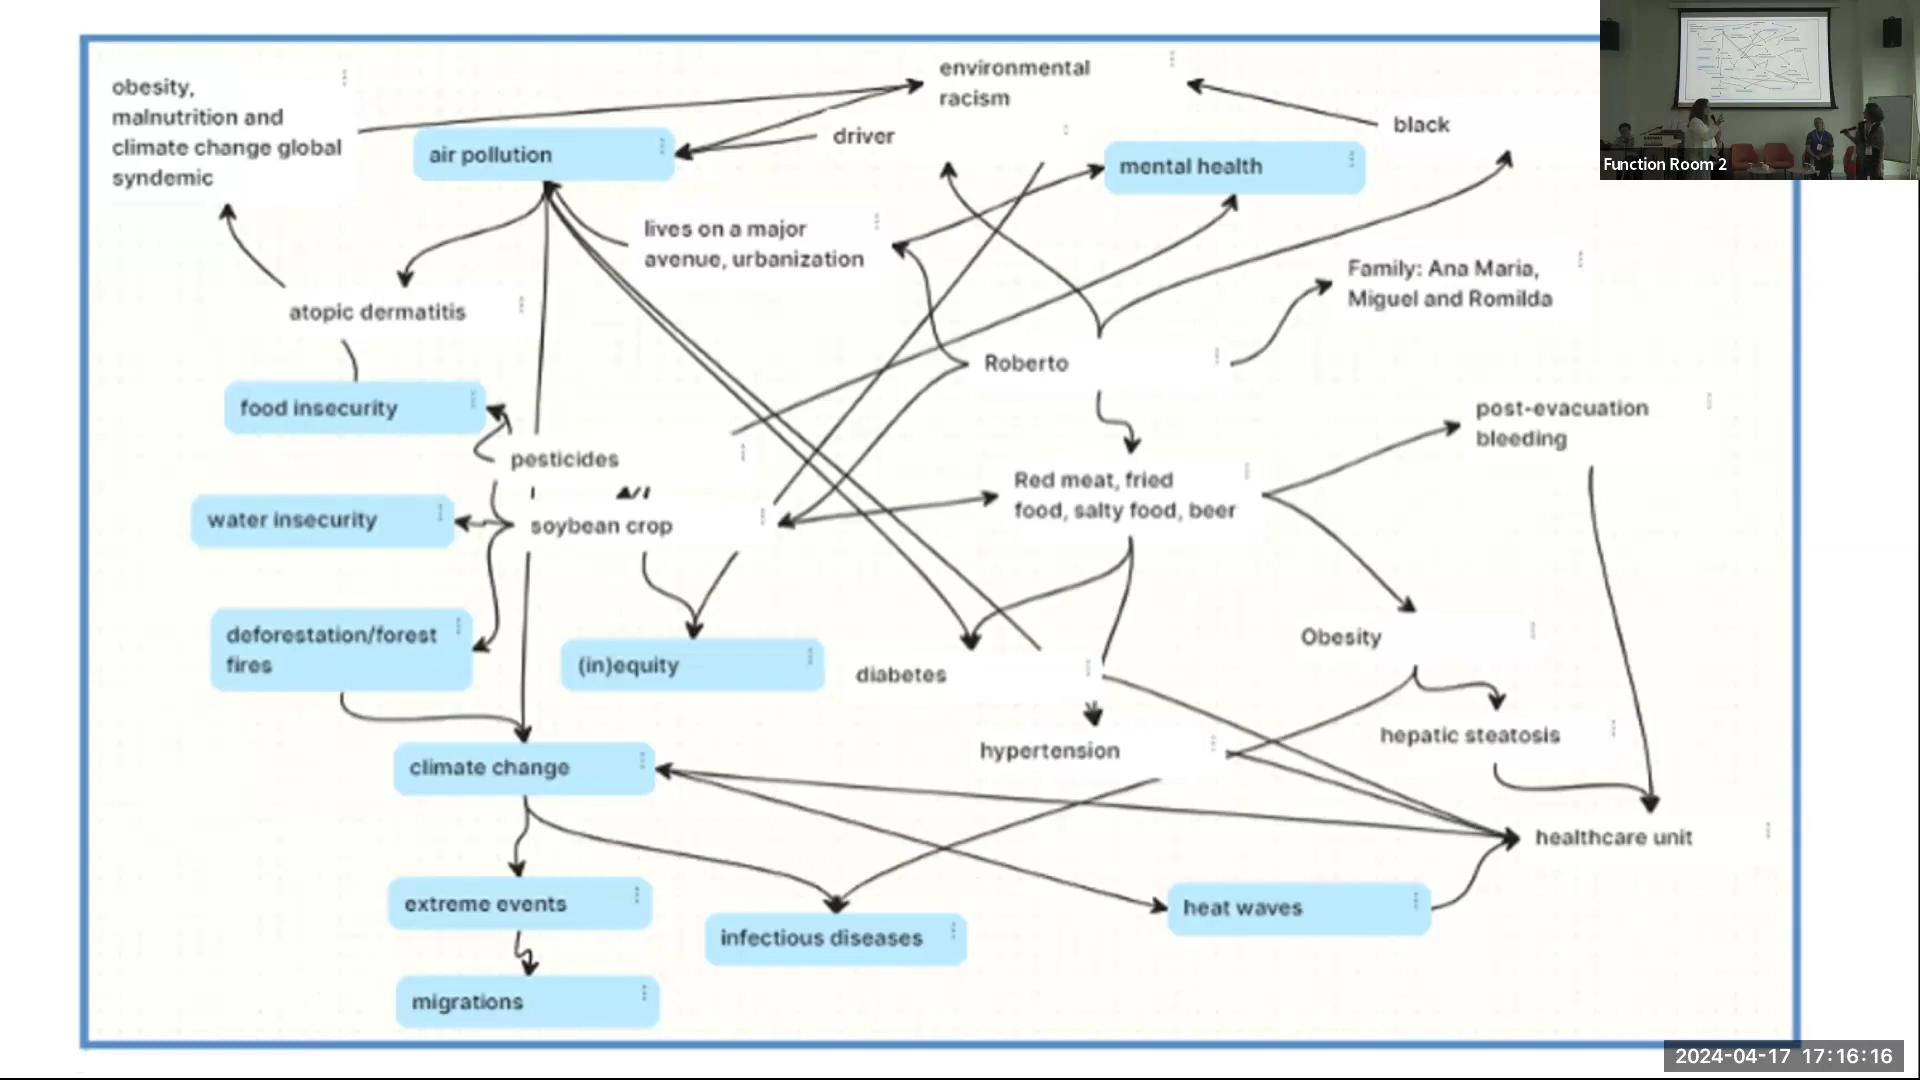 obesity,
malnutrition and
climate change global
syndemic
environmental
racism
driver
black
air pollution
mental health
lives on a major
avenue, urbanization
Family: Ana Maria,
Miguel and Romilda
atopic dermatitis
Roberto
food insecurity
post-evacuation
bleeding
pesticides
Red meat, fried
food, salty food, beer
water insecurity
soybean crop
deforestation/forest
fires
(in)equity
diabetes
Obesity
hypertension
hepatic steatosis
climate change
healthcare unit
extreme events
infectious diseases
heat waves
migrations
Function Room 2
2024-04-17 17:16:16